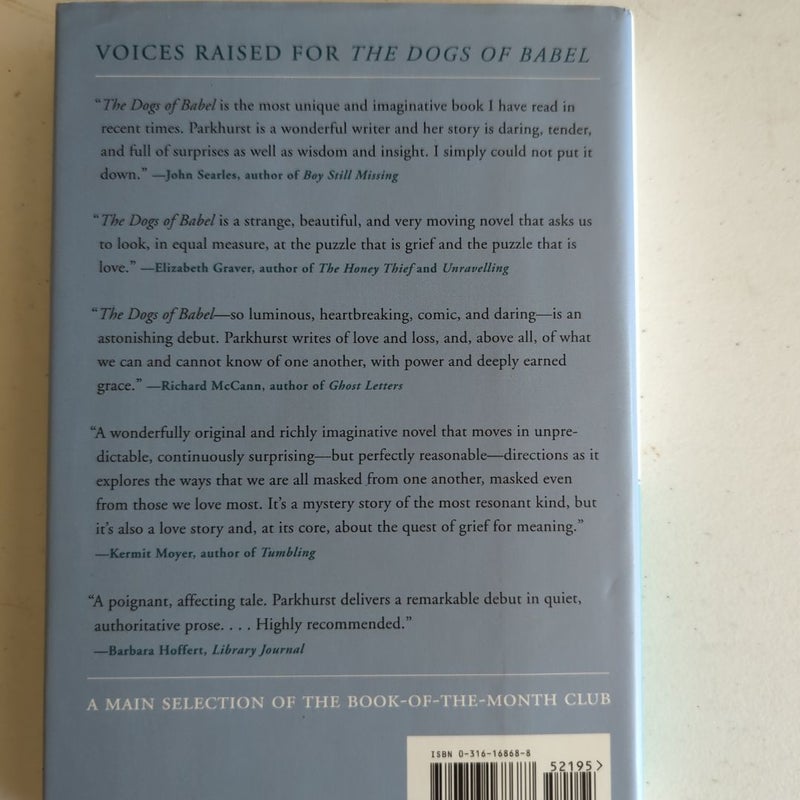 VOICES RAISED FOR THE DOGS OF BABEL
“The Dogs of Babel is the most unique and imaginative book I have read in
recent times. Parkhurst is a wonderful writer and her story is daring, tender,
and full of surprises as well as wisdom and insight. I simply could not put it
down.” —John Searles, author of Boy Still Missing
“The Dogs of Babel is a strange, beautiful, and very moving novel that asks us
to look, in equal measure, at the puzzle that is grief and the puzzle that is
love.” —Elizabeth Graver, author of The Honey Thief and Unravelling
“The Dogs of Babel—so luminous, heartbreaking, comic, and daring—is an
astonishing debut. Parkhurst writes of love and loss, and, above all, of what
we can and cannot know of one another, with power and deeply earned
grace.” —Richard McCann, author of Ghost Letters
“A wonderfully original and richly imaginative novel that moves in unpre-
dictable, continuously surprising—but perfectly reasonable—directions as it
explores the ways that we are all masked from one another, masked even
from those we love most. It’s a mystery story of the most resonant kind, but
it’s also a love story and, at its core, about the quest of grief for meaning.”
—Kermit Moyer, author of Tumbling
“A poignant, affecting tale. Parkhurst delivers a remarkable debut in quiet,
authoritative prose. . . . Highly recommended.”
—Barbara Hoffert, Library Journal
A MAIN SELECTION OF THE BOOK-OF-THE-MONTH CLUB
ISBN 0-316-16868-8
52195>